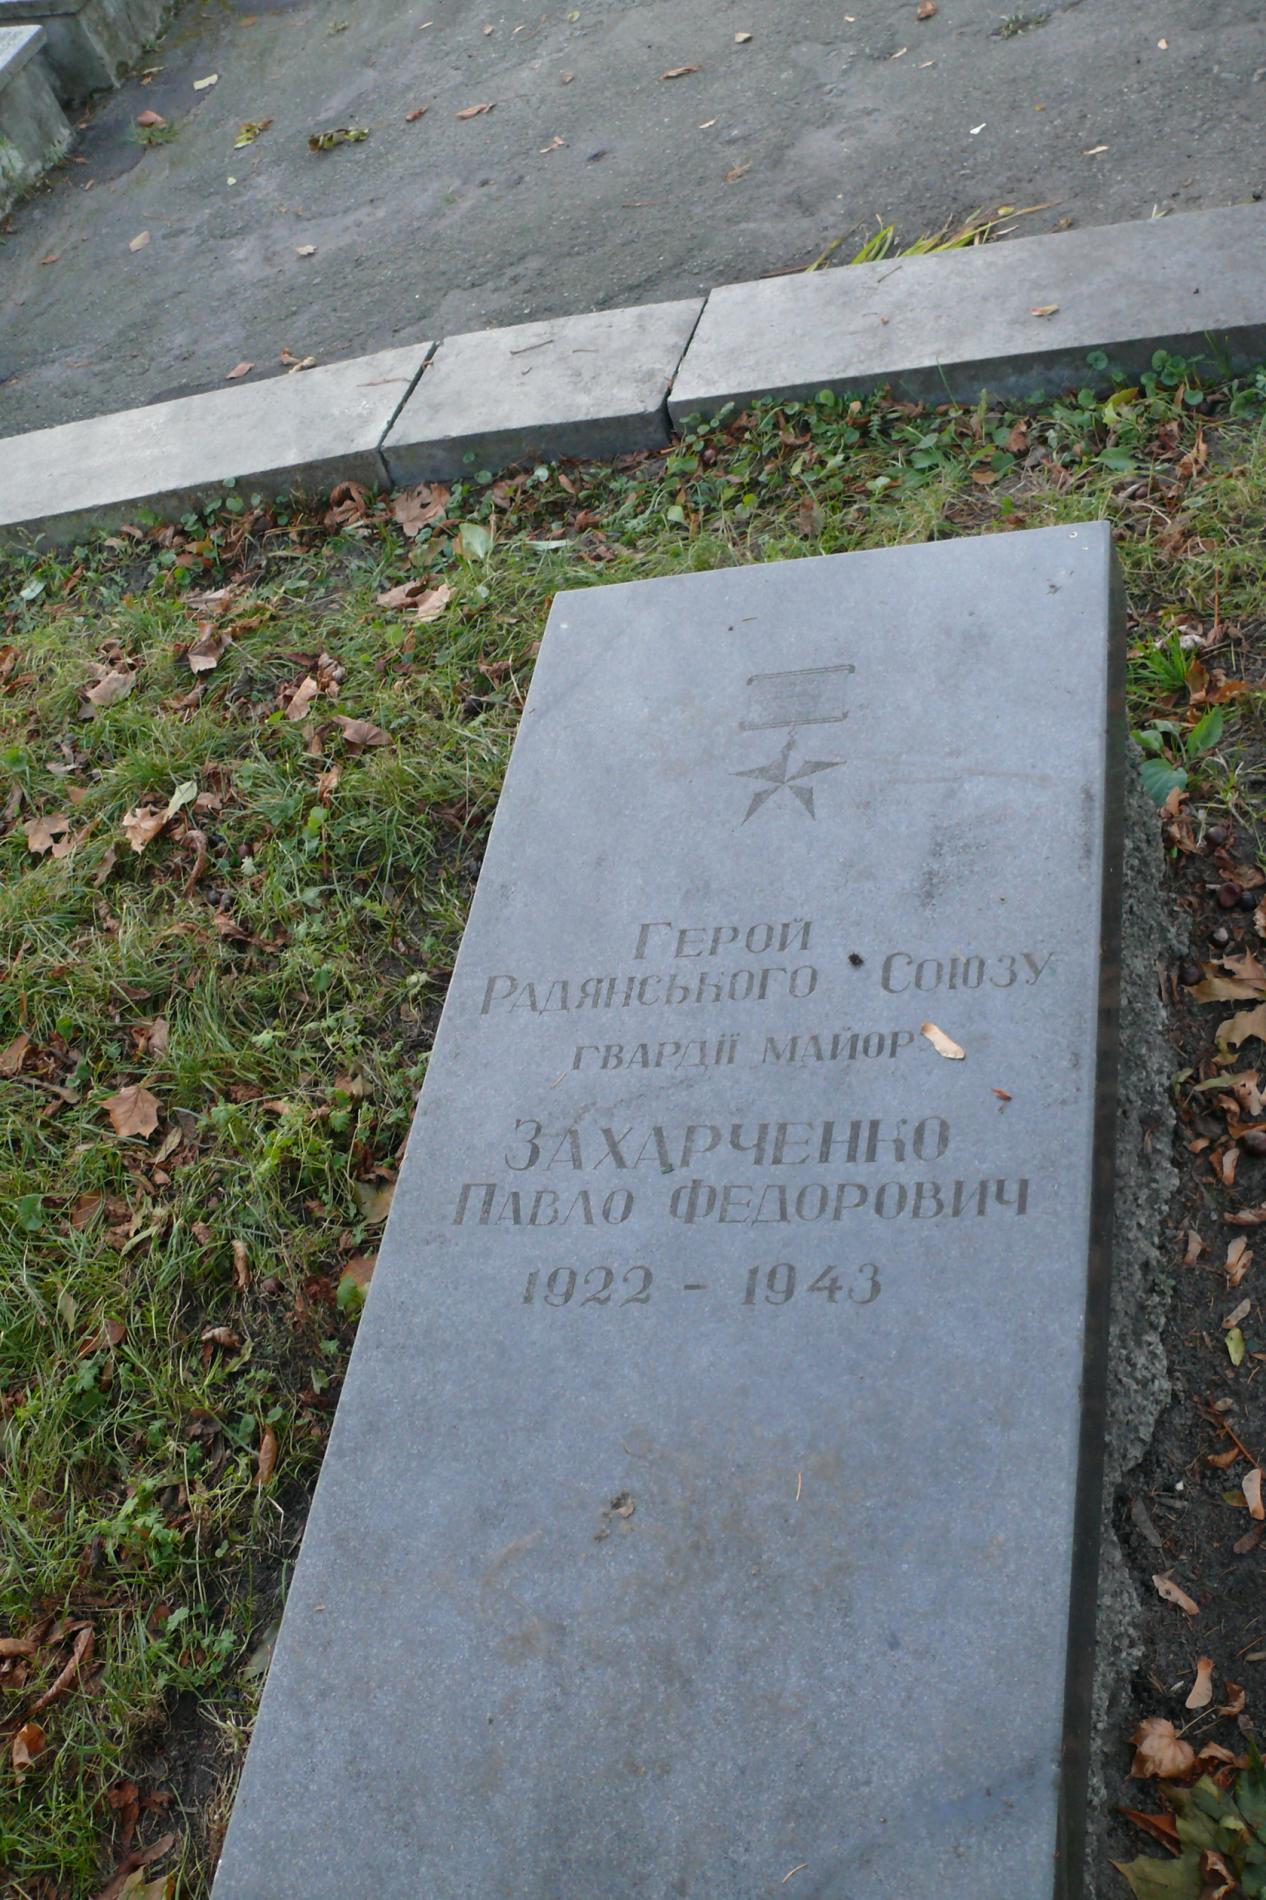 Герой
Радянського Союзу
гвардії майор
Захарченко
Павло Федорович
1922 - 1943